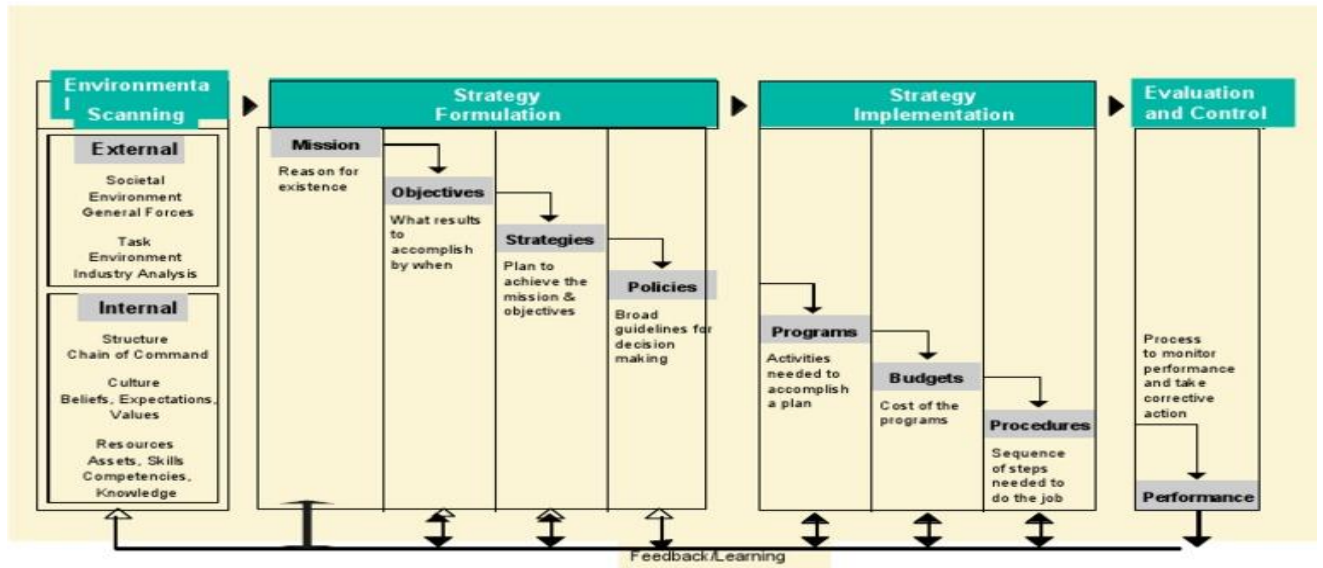 Environmenta
l
Scanning
External
Societal
Environment
General Forces
Task
Environment
Industry Analysis
Internal
Structure
Chain of Command
Culture
Beliefs, Expectations,
Values
Resources
Assets, Skills
Competencies,
Knowledge
Strategy
Formulation
Mission
Reason for
existence
Objectives
What results
to
accomplish
by when
Strategies
Plan to
achieve the
mission &
objectives
Policies
Broad
guidelines for
decision
making
Strategy
Implementation
Programs
Activities
needed to
accomplish
a plan
Budgets
Cost of the
programs
Procedures
Sequence
of steps
needed to
do the job
Evaluation
and Control
Process
to monitor
performance
and take
corrective
action
Performance
Feedback/Learning